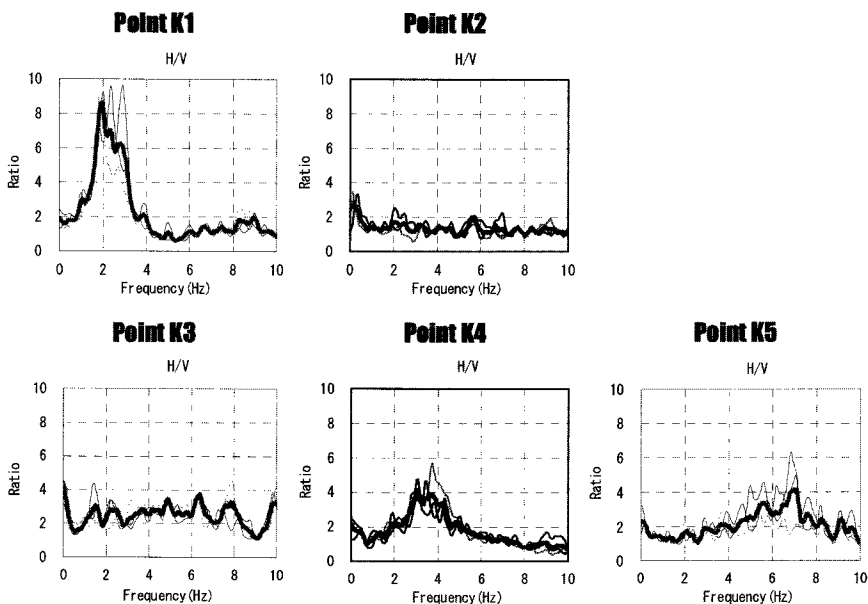 Point K1
H/V
Ratio
10
8
6
4
2
0
0 2 4 6 8 10
Frequency(Hz)
Point K2
H/V
Ratio
10
8
6
4
2
0
0 2 4 6 8 10
Frequency(Hz)
Point K3
H/V
Ratio
10
8
6
4
2
0
0 2 4 6 8 10
Frequency(Hz)
Point K4
H/V
Ratio
10
8
6
4
2
0
0 2 4 6 8 10
Frequency(Hz)
Point K5
H/V
Ratio
10
8
6
4
2
0
0 2 4 6 8 10
Frequency(Hz)